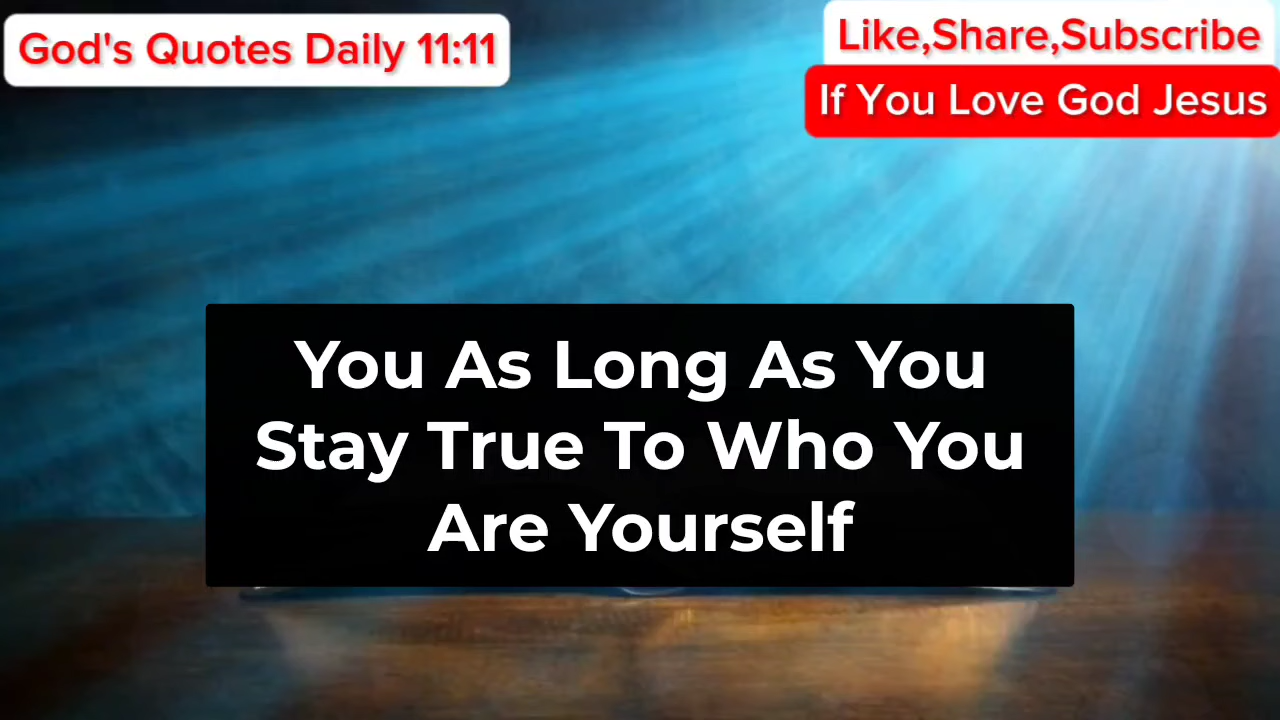 God's Quotes Daily 11:11
Like,Share,Subscribe
If You Love God Jesus
You As Long As You
Stay True To Who You
Are Yourself